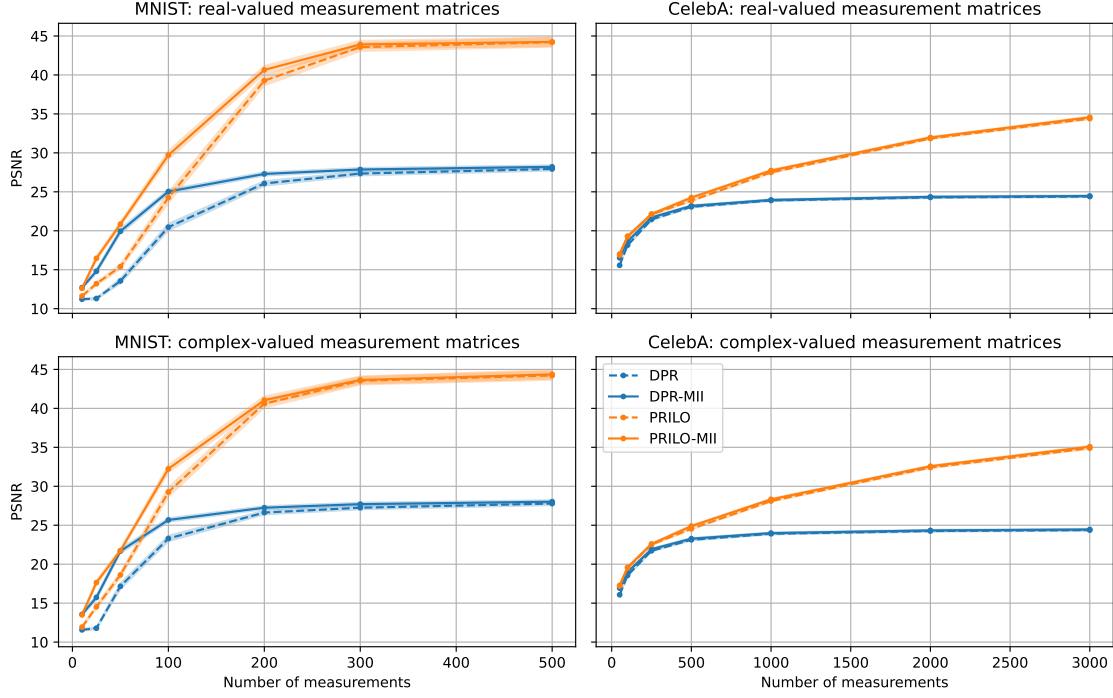 MNIST: real-valued measurement matrices
CelebA: real-valued measurement matrices
45
40
35
30
25
20
15
10
PSNR
MNIST: complex-valued measurement matrices
CelebA: complex-valued measurement matrices
45
40
35
30
25
20
15
10
PSNR
DPR
DPR-MII
PRILO
PRILO-MII
0 100 200 300 400 500
0 500 1000 1500 2000 2500 3000
Number of measurements
Number of measurements